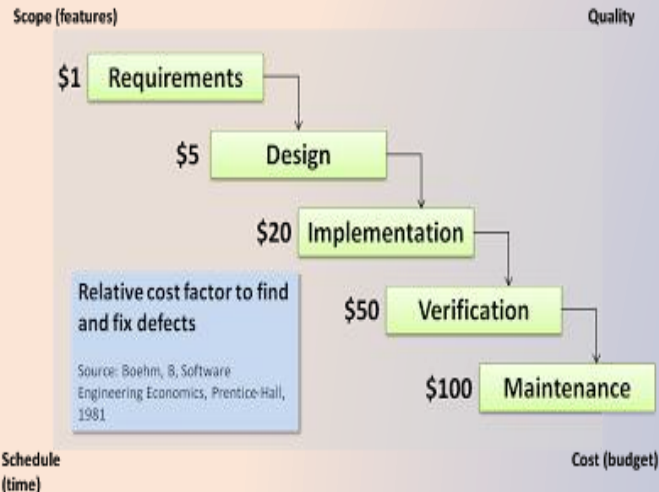 Scope (features)
Quality
$1 Requirements
$5 Design
$20 Implementation
Relative cost factor to find
and fix defects
$50 Verification
Source: Boehm, B, Software
Engineering Economics, Prentice-Hall,
1981
$100 Maintenance
Schedule
(time)
Cost (budget)